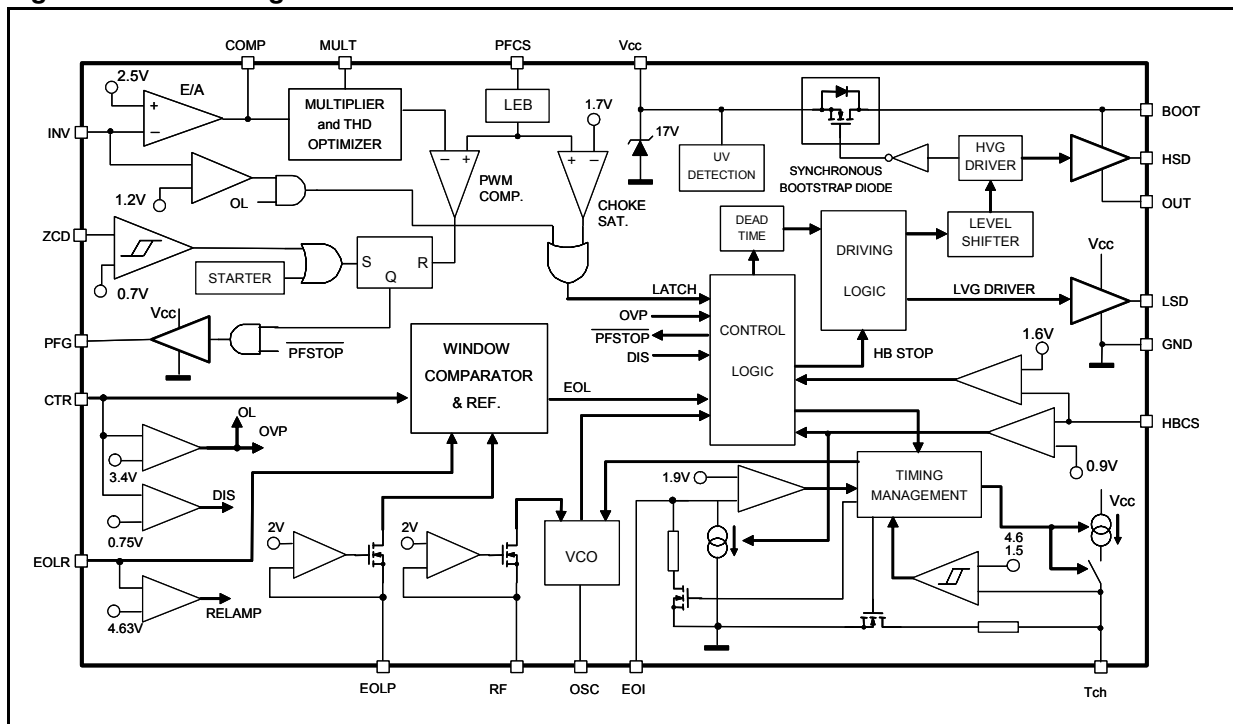 COMP
MULT
PFCS
Vcc
2.5V
E/A
+
−
INV
MULTIPLIER
and THD
OPTIMIZER
LEB
1.7V
− +
+ −
PWM
COMP.
CHOKE
SAT.
17V
UV
DETECTION
SYNCHRONOUS
BOOTSTRAP DIODE
HVG
DRIVER
BOOT
HSD
OUT
1.2V
OL
ZCD
0.7V
STARTER
S
R
Q
DEAD
TIME
DRIVING
LOGIC
LEVEL
SHIFTER
Vcc
LVG DRIVER
LSD
GND
LATCH
OVP
PFSTOP
DIS
CONTROL
LOGIC
HB STOP
1.6V
HBCS
0.9V
Vcc
PFG
PFSTOP
CTR
WINDOW
COMPARATOR
& REF.
EOL
OL
OVP
3.4V
DIS
0.75V
EOLR
RELAMP
4.63V
2V
2V
VCO
1.9V
TIMING
MANAGEMENT
Vcc
4.6
1.5
EOLP
RF
OSC
EOI
Tch